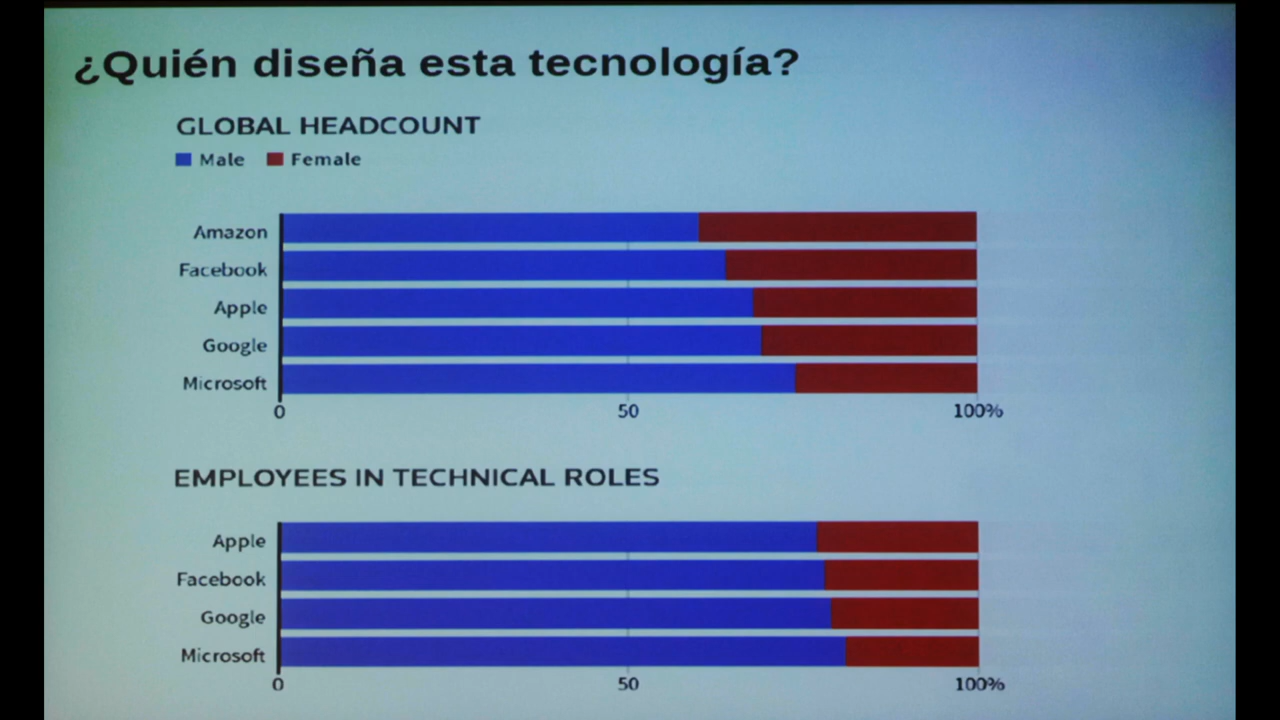 ¿Quién diseña esta tecnología?
GLOBAL HEADCOUNT
Male Female
Amazon
Facebook
Apple
Google
Microsoft
0 50 100%
EMPLOYEES IN TECHNICAL ROLES
Apple
Facebook
Google
Microsoft
0 50 100%